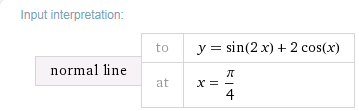 Input interpretation:
normal line
to y = sin(2 x) + 2 cos(x)
at x = π/4